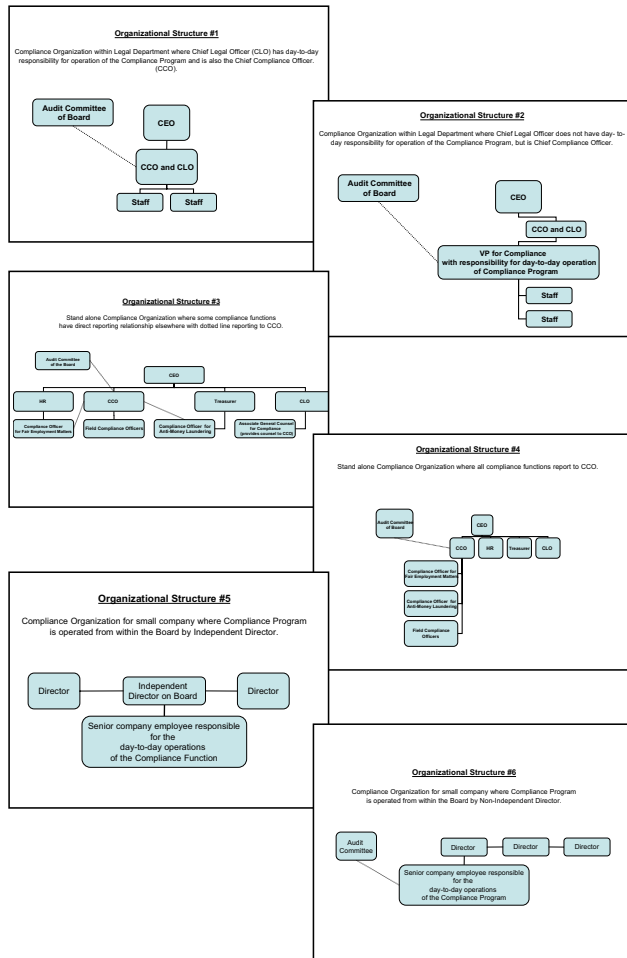 Organizational Structure #1
Compliance Organization within Legal Department where Chief Legal Officer (CLO) has day-to-day
responsibility for operation of the Compliance Program and is also the Chief Compliance Officer.
(CCO).
Audit Committee
of Board
CEO
CCO and CLO
Staff
Staff
Organizational Structure #2
Compliance Organization within Legal Department where Chief Legal Officer does not have day- to-
day responsibility for operation of the Compliance Program, but is Chief Compliance Officer.
Audit Committee
of Board
CEO
CCO and CLO
VP for Compliance
with responsibility for day-to-day operation
of Compliance Program
Staff
Staff
Organizational Structure #3
Stand alone Compliance Organization where some compliance functions
have direct reporting relationship elsewhere with dotted line reporting to CCO.
Audit Committee
of the Board
CEO
HR
CCO
Treasurer
CLO
Compliance Officer
for Fair Employment Matters
Field Compliance Officers
Compliance Officer for
Anti-Money Laundering
Associate General Counsel
for Compliance
(provides counsel to CCO)
Organizational Structure #4
Stand alone Compliance Organization where all compliance functions report to CCO.
Audit Committee
of Board
CEO
CCO
HR
Treasurer
CLO
Compliance Officer for
Fair Employment Matters
Compliance Officer for
Anti-Money Laundering
Field Compliance
Officers
Organizational Structure #5
Compliance Organization for small company where Compliance Program
is operated from within the Board by Independent Director.
Director
Independent
Director on Board
Director
Senior company employee responsible
for the
day-to-day operations
of the Compliance Function
Organizational Structure #6
Compliance Organization for small company where Compliance Program
is operated from within the Board by Non-Independent Director.
Audit
Committee
Director
Director
Director
Senior company employee responsible
for the
day-to-day operations
of the Compliance Program